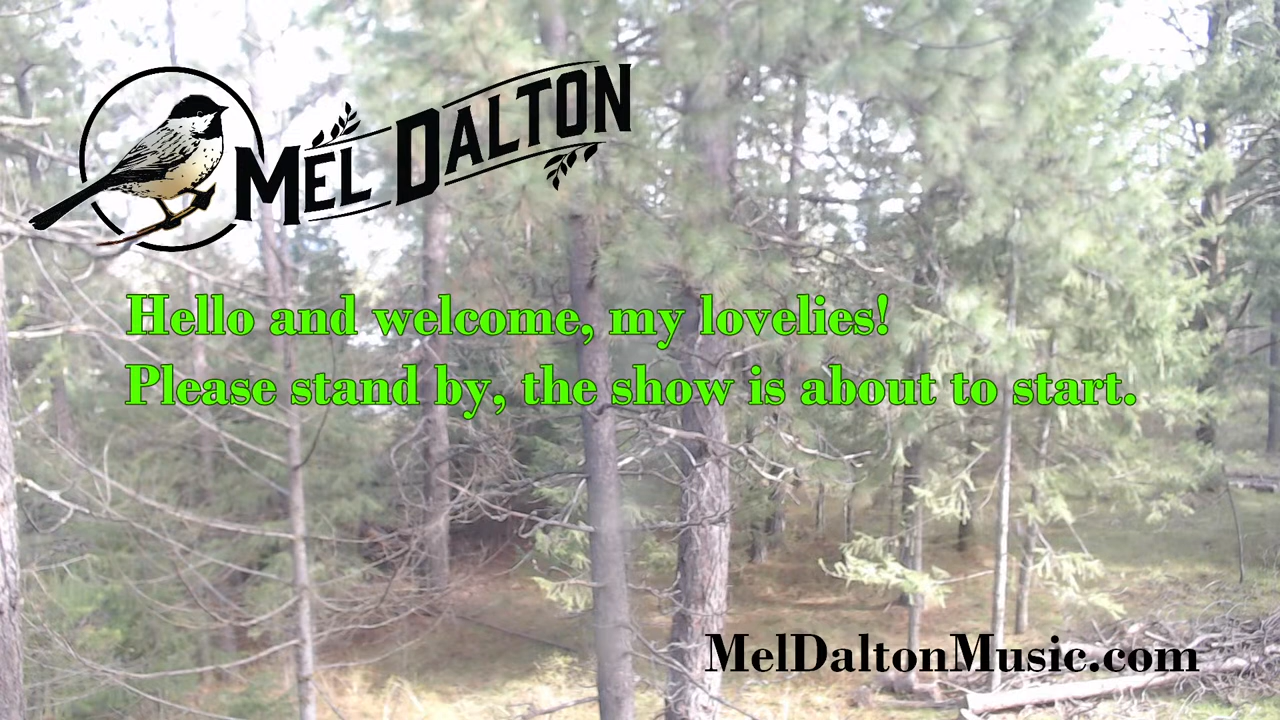 MEL DALTON
Hello and welcome, my lovelies!
Please stand by, the show is about to start.
MelDaltonMusic.com